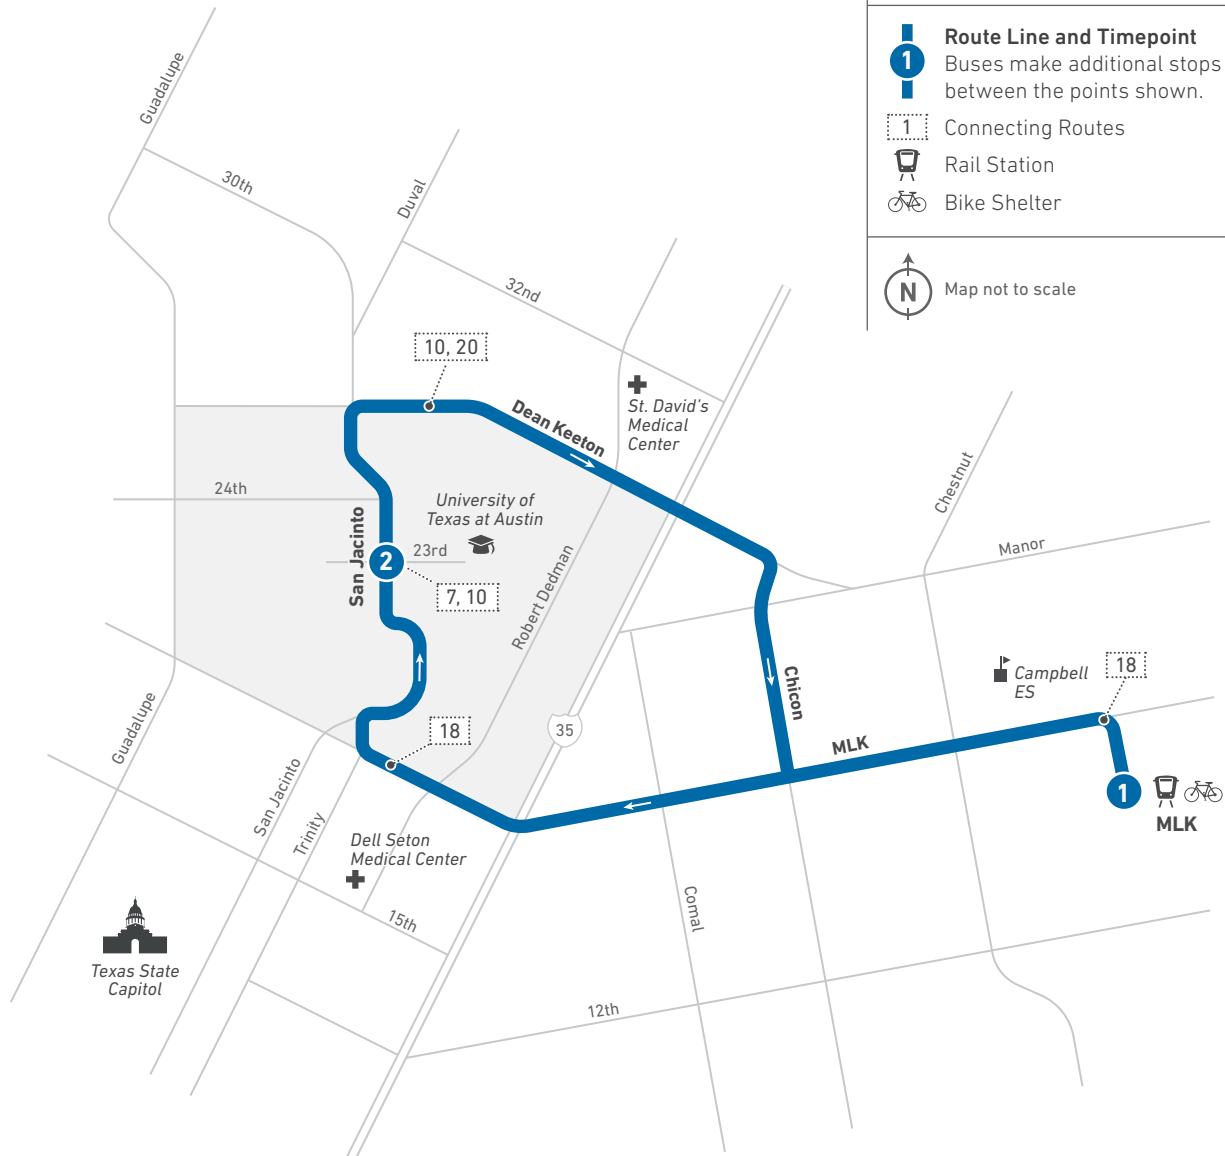 Route Line and Timepoint
1
Buses make additional stops
between the points shown.
1
Connecting Routes
Rail Station
Bike Shelter
N
Map not to scale
Guadalupe
30th
Duval
32nd
10, 20
St. David's
Medical
Center
Dean Keeton
24th
University of
Texas at Austin
San Jacinto
23rd
2
7, 10
Robert Dedman
Chestnut
Manor
Campbell
ES
18
Chicon
MLK
1
MLK
Guadalupe
18
35
San Jacinto
Trinity
Dell Seton
Medical Center
15th
Comal
Texas State
Capitol
12th